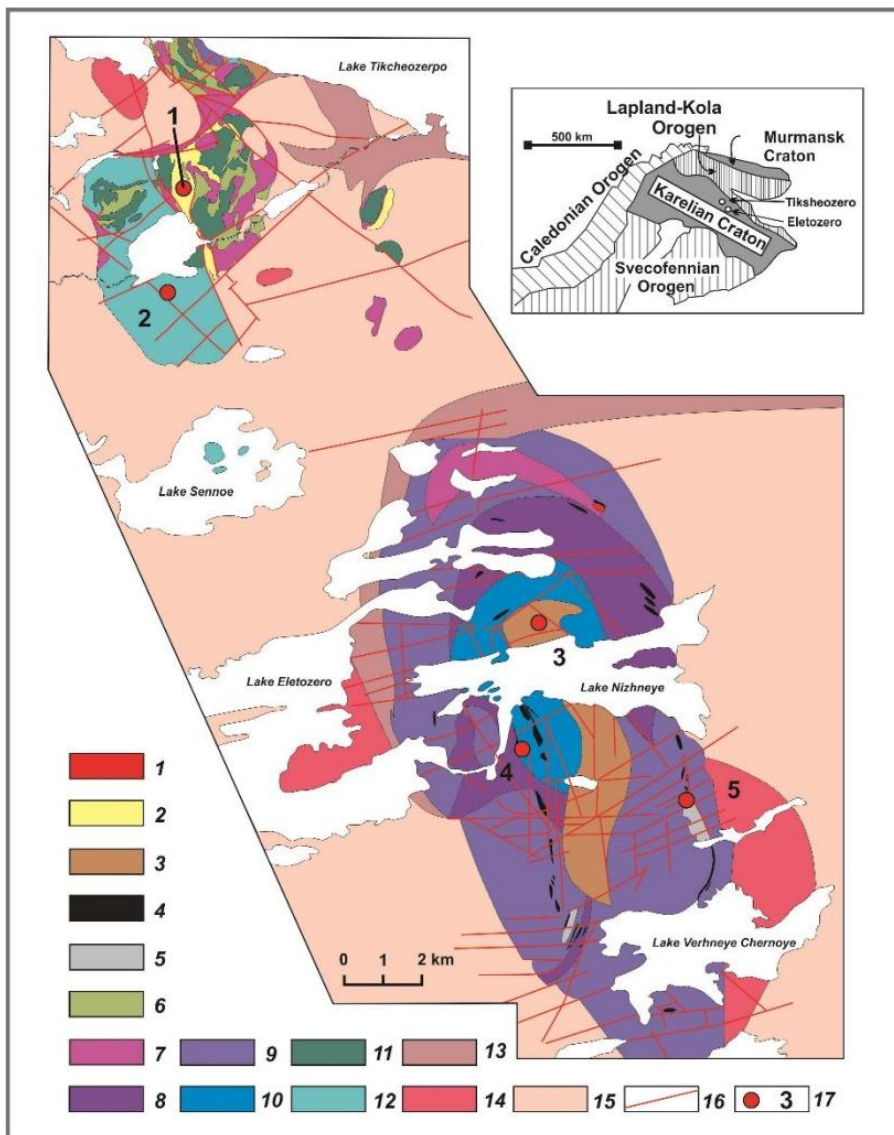 Lake Tikcheozerpo
1
2
Lapland-Kola
Orogen
Murmansk
Craton
500 km
Caledonian Orogen
Karelian Craton
Tiksheozero
Eletozero
Svecofennian
Orogen
Lake Sennoe
3
Lake Eletozero
Lake Nizhneye
4
5
Lake Verhneye Chernoye
0 1 2 km
1
2
3
4
5
6
7 9 11 13
8 10 12 14 15 16 3 17